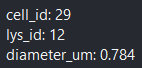 cell_id: 29
lys_id: 12
diameter_um: 0.784